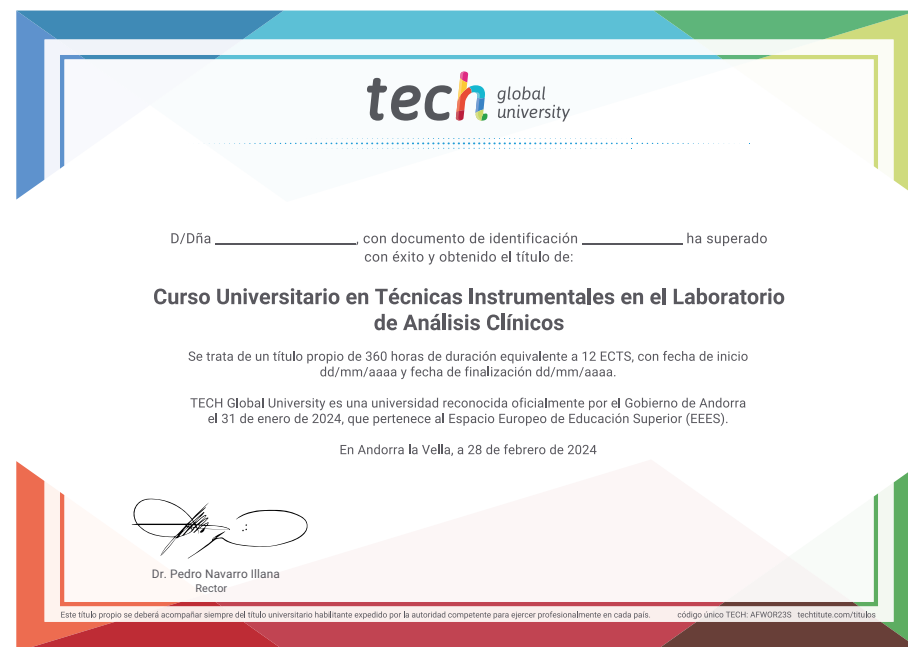 tech global university
D/Dña ____________________, con documento de identificación ______________ ha superado
con éxito y obtenido el título de:
Curso Universitario en Técnicas Instrumentales en el Laboratorio
de Análisis Clínicos
Se trata de un título propio de 360 horas de duración equivalente a 12 ECTS, con fecha de inicio
dd/mm/aaaa y fecha de finalización dd/mm/aaaa.
TECH Global University es una universidad reconocida oficialmente por el Gobierno de Andorra
el 31 de enero de 2024, que pertenece al Espacio Europeo de Educación Superior (EEES).
En Andorra la Vella, a 28 de febrero de 2024
Dr. Pedro Navarro Illana
Rector
Este título propio se deberá acompañar siempre del título universitario habilitante expedido por la autoridad competente para ejercer profesionalmente en cada país. código único TECH: AFWOR23S techtitute.com/titulos